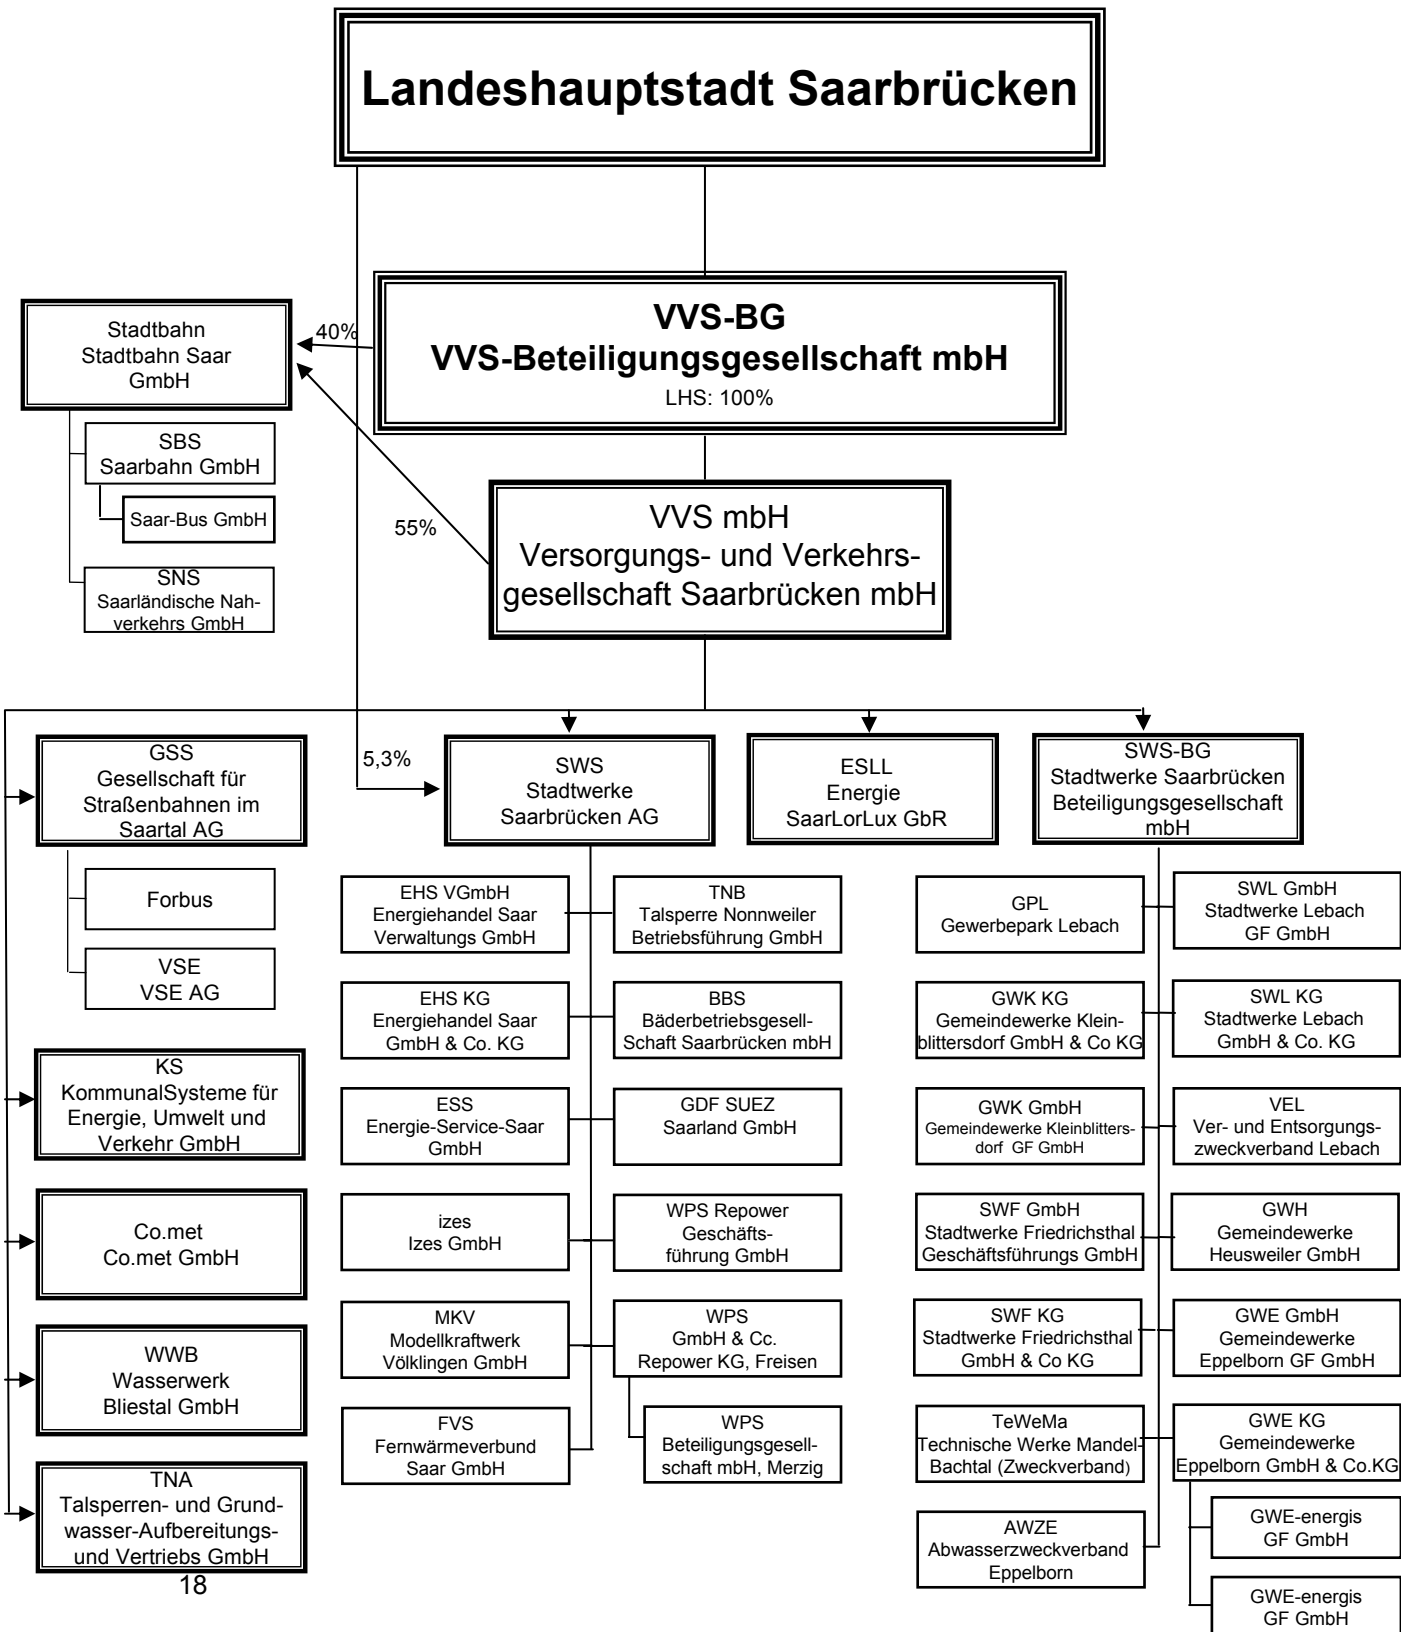 Landeshauptstadt Saarbrücken
VVS-BG
VVS-Beteiligungsgesellschaft mbH
LHS: 100%
40%
Stadtbahn
Stadtbahn Saar
GmbH
SBS
Saarbahn GmbH
Saar-Bus GmbH
SNS
Saarländische Nah-
verkehrs GmbH
55%
VVS mbH
Versorgungs- und Verkehrs-
gesellschaft Saarbrücken mbH
GSS
Gesellschaft für
Straßenbahnen im
Saartal AG
Forbus
VSE
VSE AG
KS
KommunalSysteme für
Energie, Umwelt und
Verkehr GmbH
Co.met
Co.met GmbH
WWB
Wasserwerk
Bliestal GmbH
TNA
Talsperren- und Grund-
wasser-Aufbereitungs-
und Vertriebs GmbH
5,3%
SWS
Stadtwerke
Saarbrücken AG
EHS VGmbH
Energiehandel Saar
Verwaltungs GmbH
TNB
Talsperre Nonnweiler
Betriebsführung GmbH
EHS KG
Energiehandel Saar
GmbH & Co. KG
BBS
Bäderbetriebsgesell-
Schaft Saarbrücken mbH
ESS
Energie-Service-Saar
GmbH
GDF SUEZ
Saarland GmbH
izes
Izes GmbH
WPS Repower
Geschäfts-
führung GmbH
MKV
Modellkraftwerk
Völklingen GmbH
WPS
GmbH & Cc.
Repower KG, Freisen
FVS
Fernwärmeverbund
Saar GmbH
WPS
Beteiligungsgesell-
schaft mbH, Merzig
ESLL
Energie
SaarLorLux GbR
SWS-BG
Stadtwerke Saarbrücken
Beteiligungsgesellschaft
mbH
GPL
Gewerbepark Lebach
SWL GmbH
Stadtwerke Lebach
GF GmbH
GWK KG
Gemeindewerke Klein-
blittersdorf GmbH & Co KG
SWL KG
Stadtwerke Lebach
GmbH & Co. KG
GWK GmbH
Gemeindewerke Kleinblitters-
dorf GF GmbH
VEL
Ver- und Entsorgungs-
zweckverband Lebach
SWF GmbH
Stadtwerke Friedrichsthal
Geschäftsführungs GmbH
GWH
Gemeindewerke
Heusweiler GmbH
SWF KG
Stadtwerke Friedrichsthal
GmbH & Co KG
GWE GmbH
Gemeindewerke
Eppelborn GF GmbH
TeWeMa
Technische Werke Mandel-
Bachtal (Zweckverband)
GWE KG
Gemeindewerke
Eppelborn GmbH & Co.KG
AWZE
Abwasserzweckverband
Eppelborn
GWE-energis
GF GmbH
GWE-energis
GF GmbH
18